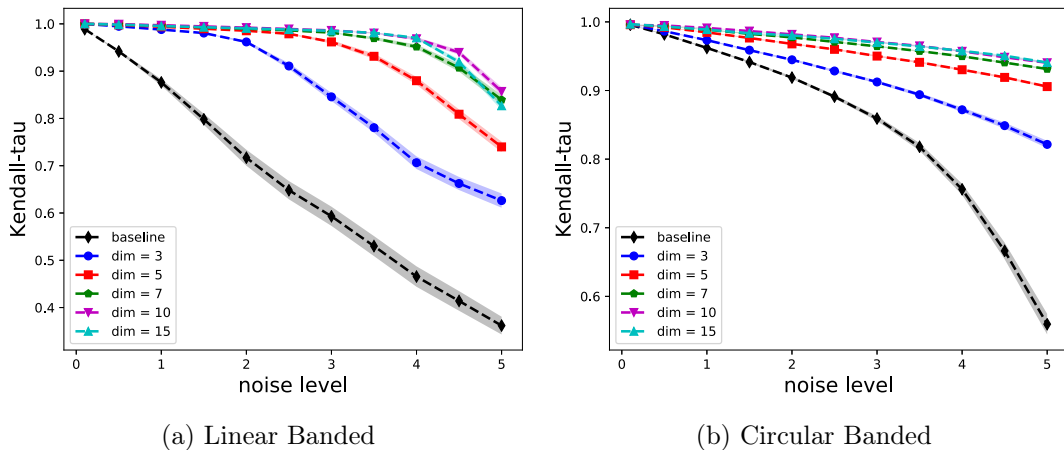 1.0
0.9
0.8
0.7
0.6
0.5
0.4
Kendall-tau
baseline
dim = 3
dim = 5
dim = 7
dim = 10
dim = 15
0 1 2 3 4 5
noise level
(a) Linear Banded
1.0
0.9
0.8
0.7
0.6
Kendall-tau
baseline
dim = 3
dim = 5
dim = 7
dim = 10
dim = 15
0 1 2 3 4 5
noise level
(b) Circular Banded